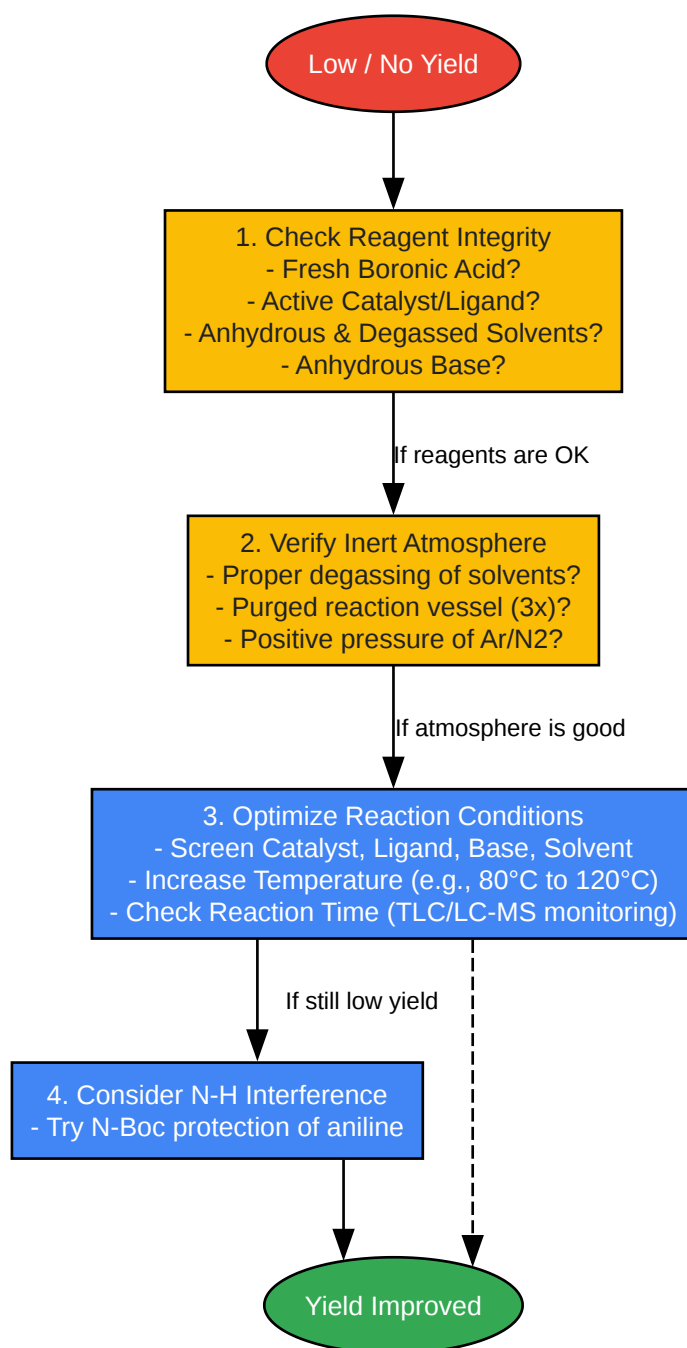 Low / No Yield
1. Check Reagent Integrity
- Fresh Boronic Acid?
- Active Catalyst/Ligand?
- Anhydrous & Degassed Solvents?
- Anhydrous Base?
If reagents are OK
2. Verify Inert Atmosphere
- Proper degassing of solvents?
- Purged reaction vessel (3x)?
- Positive pressure of Ar/N2?
If atmosphere is good
3. Optimize Reaction Conditions
- Screen Catalyst, Ligand, Base, Solvent
- Increase Temperature (e.g., 80°C to 120°C)
- Check Reaction Time (TLC/LC-MS monitoring)
If still low yield
4. Consider N-H Interference
- Try N-Boc protection of aniline
Yield Improved